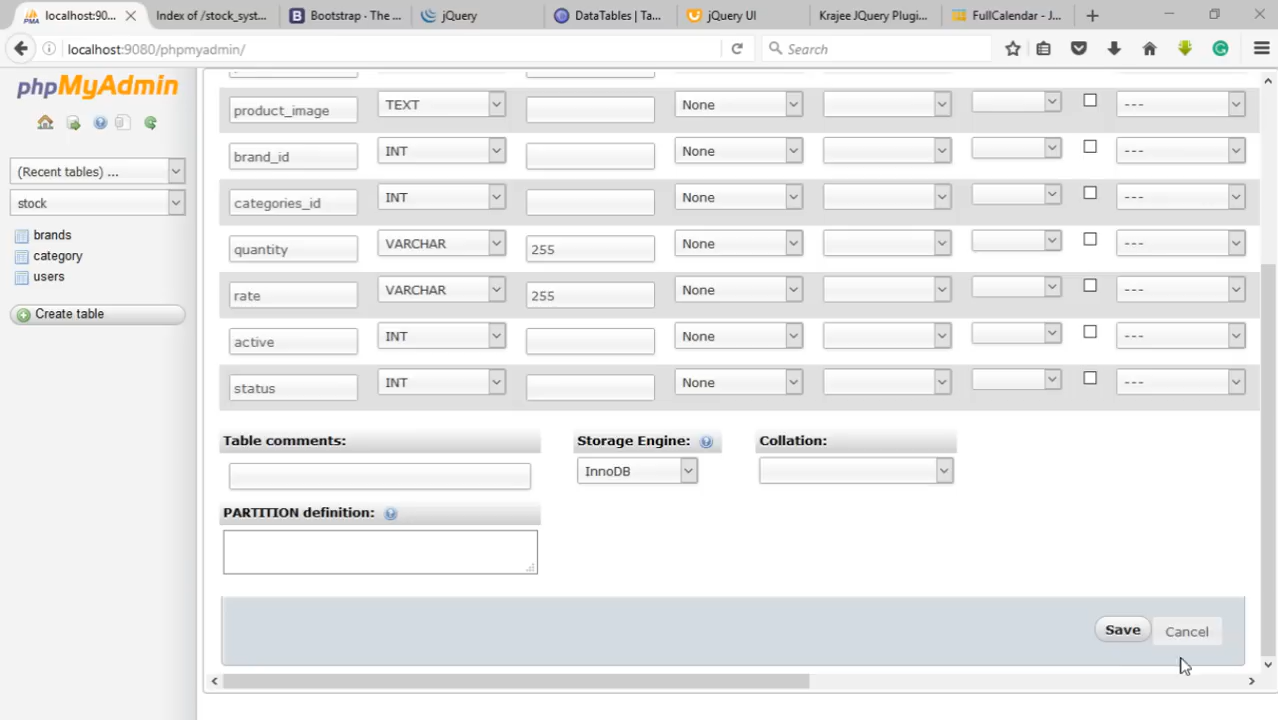 localhost:90...
Index of /stock_syst...
Bootstrap · The ...
jQuery
DataTables | Ta...
jQuery UI
Krajee JQuery Plugin...
FullCalendar - J...
localhost:9080/phpmyadmin/
Search
phpMyAdmin
(Recent tables) ...
stock
brands
category
users
Create table
product_image TEXT None ---
brand_id INT None ---
categories_id INT None ---
quantity VARCHAR 255 None ---
rate VARCHAR 255 None ---
active INT None ---
status INT None ---
Table comments: Storage Engine: Collation:
InnoDB
PARTITION definition:
Save Cancel